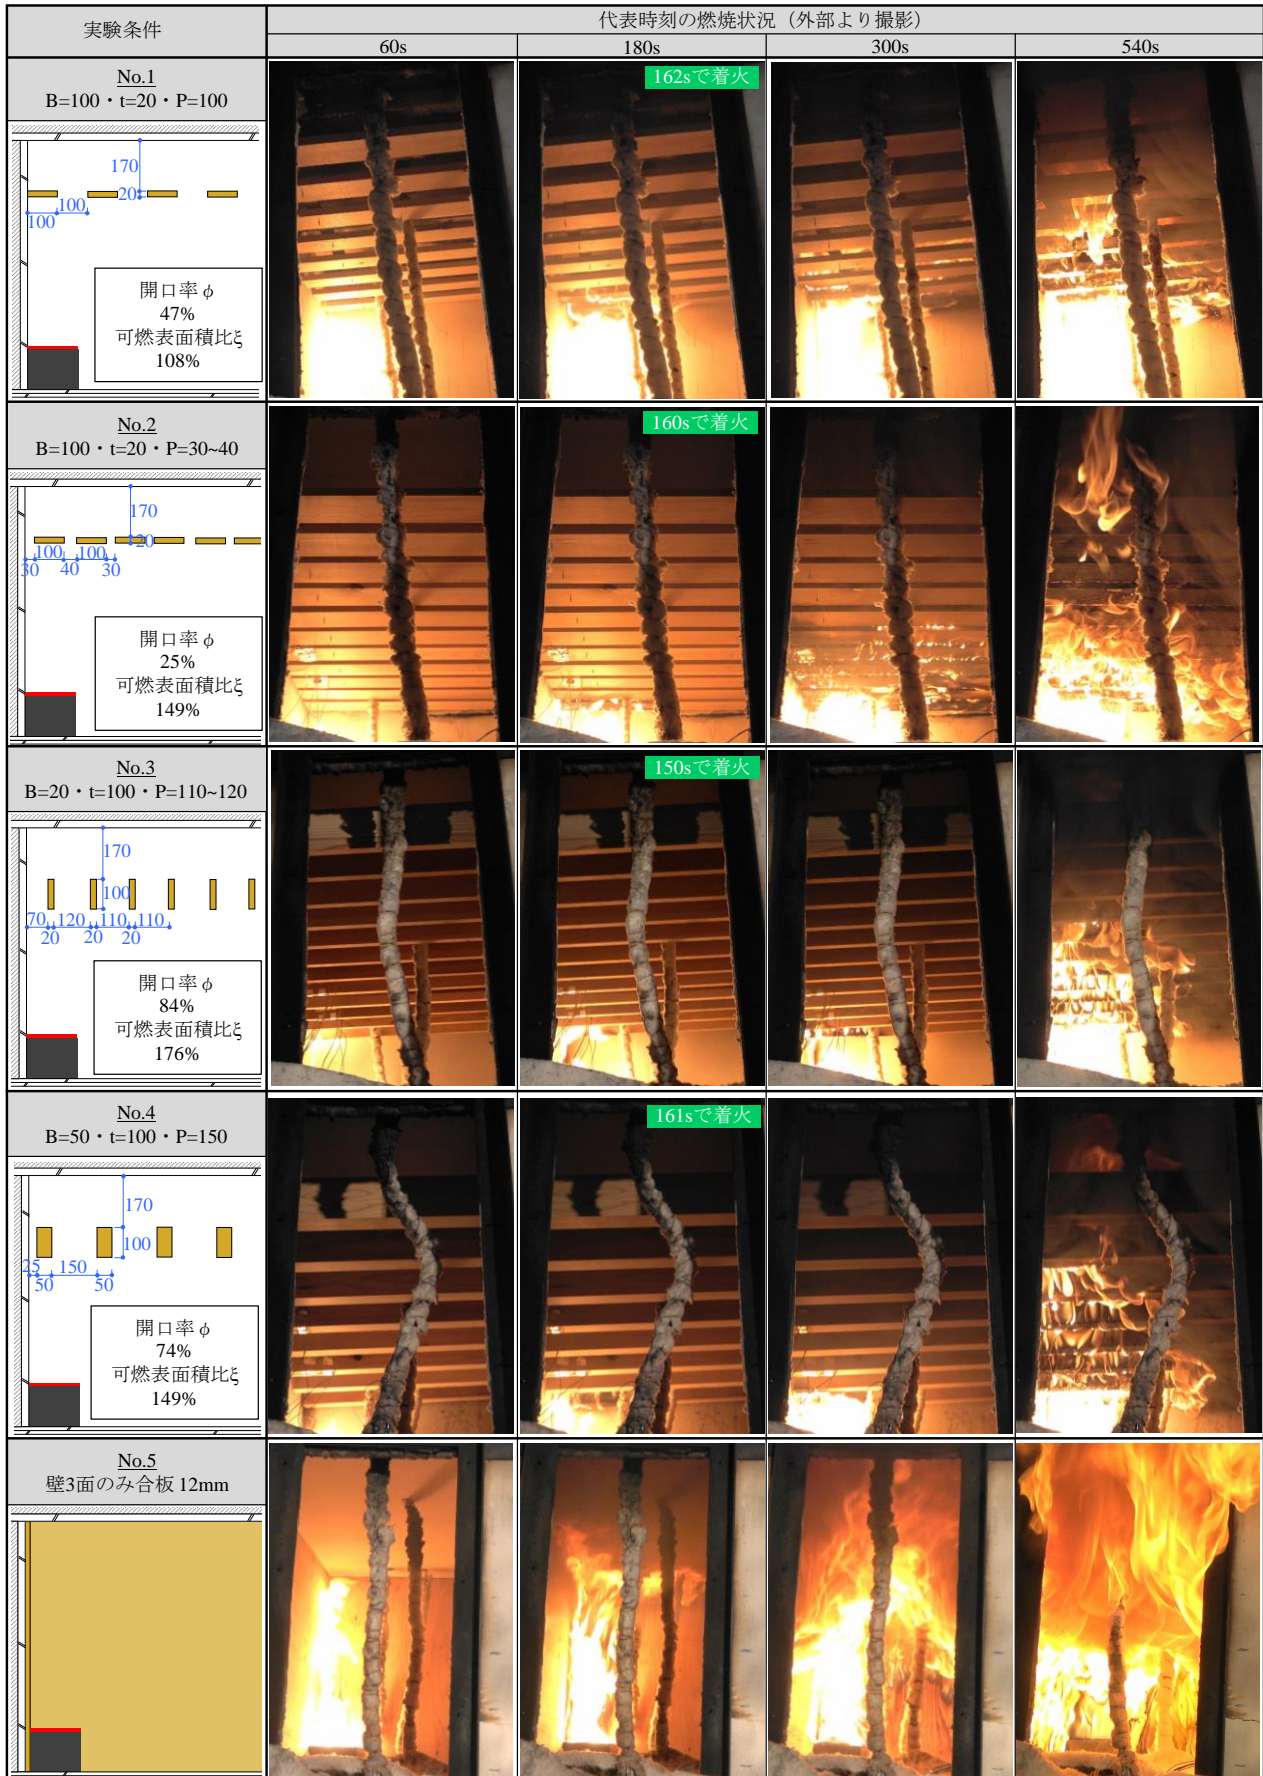 実験条件
代表時刻の燃焼状況（外部より撮影）
60s
180s
300s
540s
No.1
B=100・t=20・P=100
170
20
100
100
開口率φ
47%
可燃表面積比ξ
108%
162sで着火
No.2
B=100・t=20・P=30~40
170
20
100 100
30 40 30
開口率φ
25%
可燃表面積比ξ
149%
160sで着火
No.3
B=20・t=100・P=110~120
170
100
70 120 110 110
20 20 20
開口率φ
84%
可燃表面積比ξ
176%
150sで着火
No.4
B=50・t=100・P=150
170
100
25 150
50 50
開口率φ
74%
可燃表面積比ξ
149%
161sで着火
No.5
壁3面のみ合板 12mm